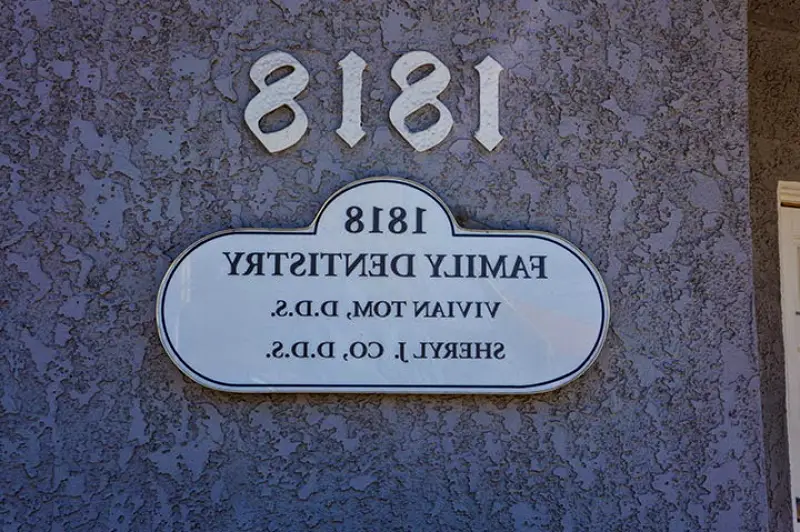 1818
1818
FAMILY DENTISTRY
VIVIAN TOM, D.D.S.
SHERYL J. CO, D.D.S.